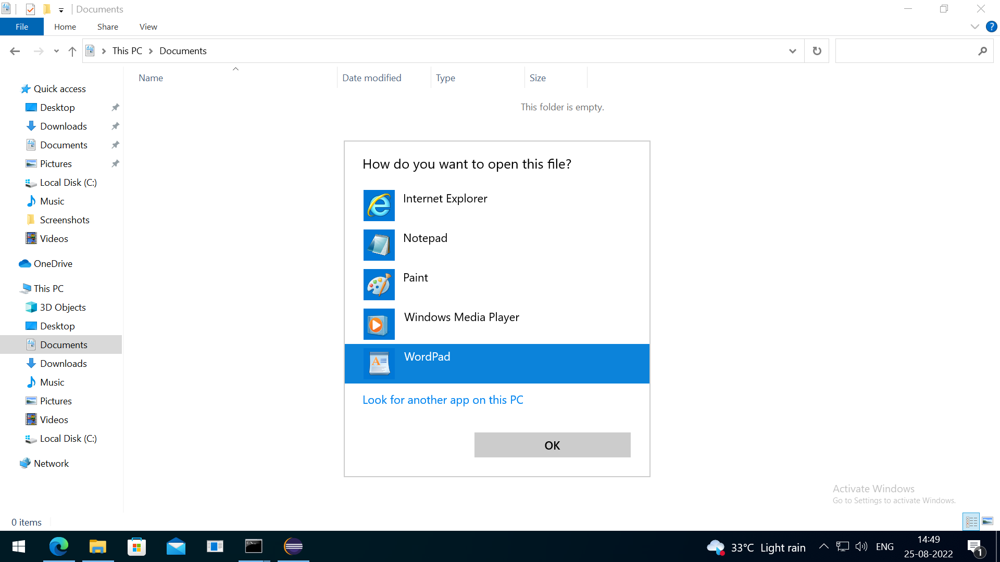 Documents
File
Home
Share
View
?
This PC
Documents
Name
Date modified
Type
Size
This folder is empty.
Quick access
Desktop
Downloads
Documents
Pictures
Local Disk (C:)
Music
Screenshots
Videos
OneDrive
This PC
3D Objects
Desktop
Documents
Downloads
Music
Pictures
Videos
Local Disk (C:)
Network
How do you want to open this file?
Internet Explorer
Notepad
Paint
Windows Media Player
WordPad
Look for another app on this PC
OK
Activate Windows
Go to Settings to activate Windows.
0 items
33°C Light rain
ENG
14:49
25-08-2022
1